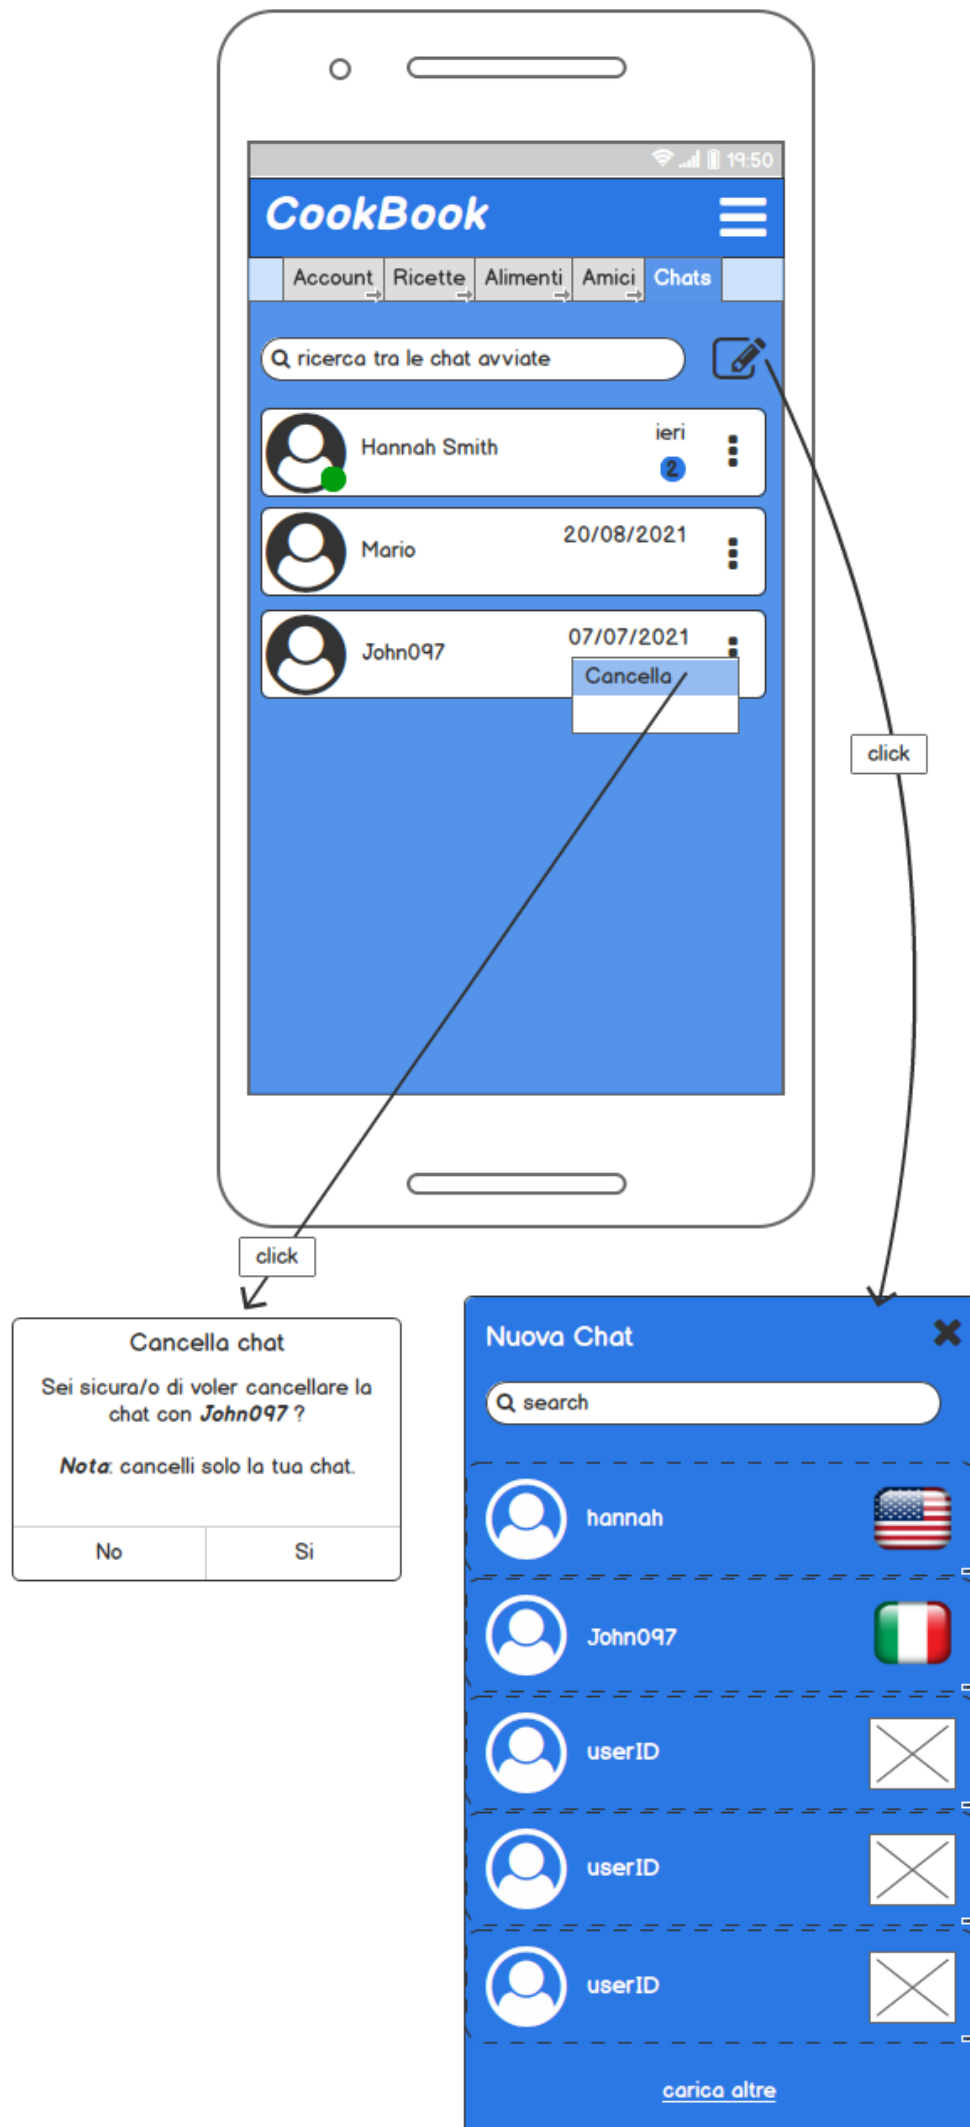 19:50
CookBook
Account Ricette Alimenti Amici Chats
ricerca tra le chat avviate
Hannah Smith
ieri
2
Mario
20/08/2021
John097
07/07/2021
Cancella
click
click
Cancella chat
Sei sicura/o di voler cancellare la
chat con John097 ?
Nota: cancelli solo la tua chat.
No
Si
Nuova Chat
search
hannah
John097
userID
userID
userID
carica altre